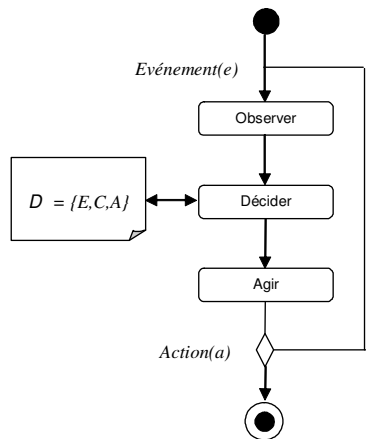 Evénement(e)
Observer
D = {E,C,A}
Décider
Agir
Action(a)